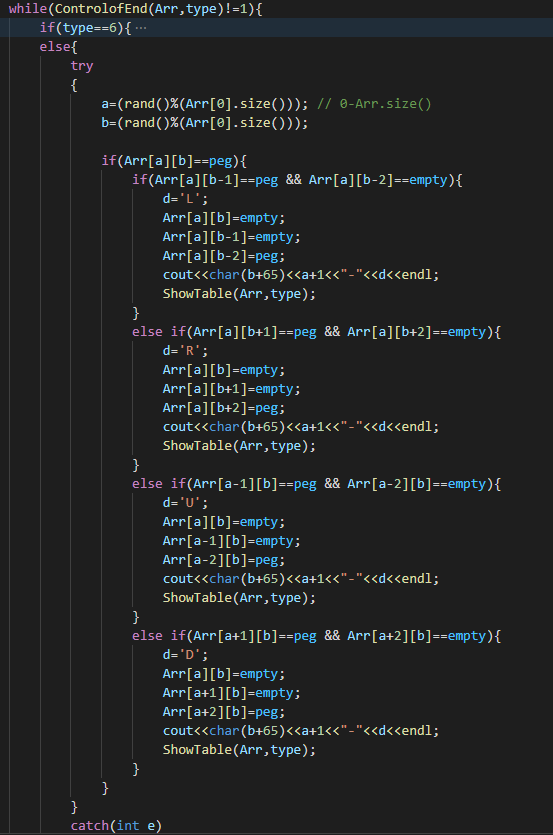 while(ControlofEnd(Arr,type)!=1){
if(type==6){ ⋯
else{
try
{
a=(rand()%(Arr[0].size())); // 0-Arr.size()
b=(rand()%(Arr[0].size()));
if(Arr[a][b]==peg){
if(Arr[a][b-1]==peg && Arr[a][b-2]==empty){
d='L';
Arr[a][b]=empty;
Arr[a][b-1]=empty;
Arr[a][b-2]=peg;
cout<<char(b+65)<<a+1<<"-"<<d<<endl;
ShowTable(Arr,type);
}
else if(Arr[a][b+1]==peg && Arr[a][b+2]==empty){
d='R';
Arr[a][b]=empty;
Arr[a][b+1]=empty;
Arr[a][b+2]=peg;
cout<<char(b+65)<<a+1<<"-"<<d<<endl;
ShowTable(Arr,type);
}
else if(Arr[a-1][b]==peg && Arr[a-2][b]==empty){
d='U';
Arr[a][b]=empty;
Arr[a-1][b]=empty;
Arr[a-2][b]=peg;
cout<<char(b+65)<<a+1<<"-"<<d<<endl;
ShowTable(Arr,type);
}
else if(Arr[a+1][b]==peg && Arr[a+2][b]==empty){
d='D';
Arr[a][b]=empty;
Arr[a+1][b]=empty;
Arr[a+2][b]=peg;
cout<<char(b+65)<<a+1<<"-"<<d<<endl;
ShowTable(Arr,type);
}
}
}
catch(int e)